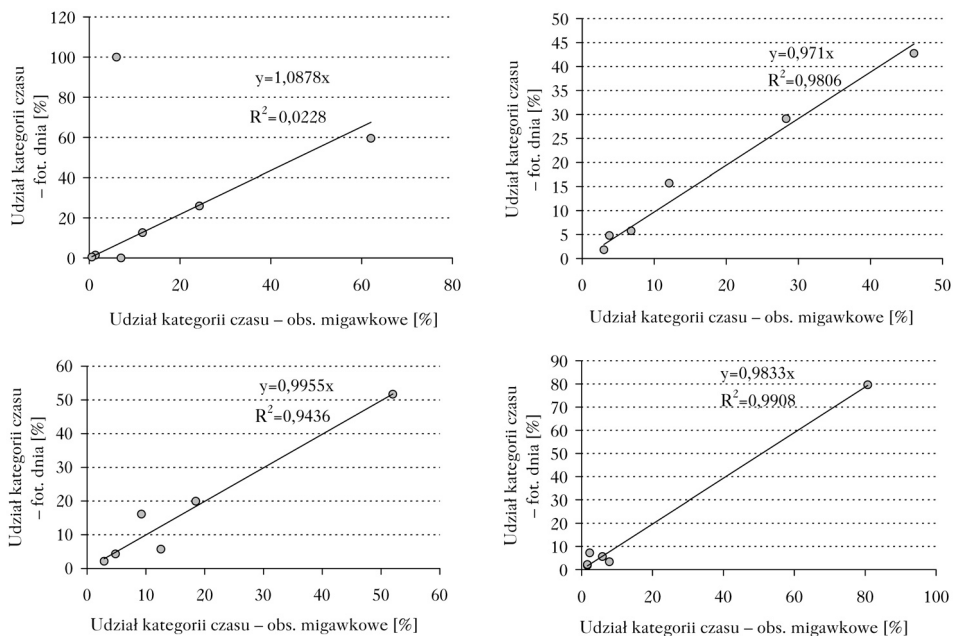 Udział kategorii czasu
– fot. dnia [%]
120
100
80
60
40
20
0
y=1,0878x
R²=0,0228
0 20 40 60 80
Udział kategorii czasu – obs. migawkowe [%]
Udział kategorii czasu
– fot. dnia [%]
50
45
40
35
30
25
20
15
10
5
0
y=0,971x
R²=0,9806
0 10 20 30 40 50
Udział kategorii czasu – obs. migawkowe [%]
Udział kategorii czasu
– fot. dnia [%]
60
50
40
30
20
10
0
y=0,9955x
R²=0,9436
0 10 20 30 40 50 60
Udział kategorii czasu – obs. migawkowe [%]
Udział kategorii czasu
– fot. dnia [%]
90
80
70
60
50
40
30
20
10
0
y=0,9833x
R²=0,9908
0 20 40 60 80 100
Udział kategorii czasu – obs. migawkowe [%]